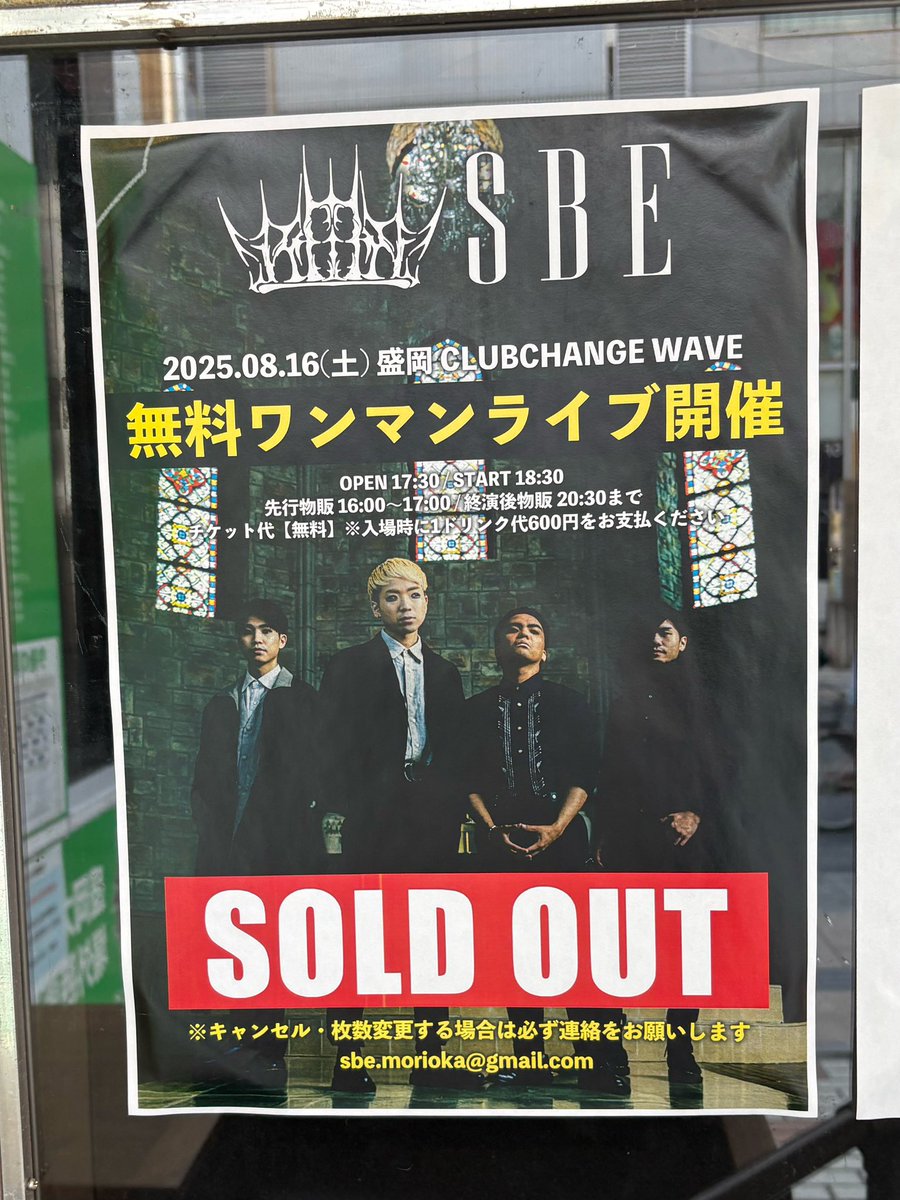 SBE
2025.08.16(土) 盛岡 CLUBCHANGE WAVE
無料ワンマンライブ開催
OPEN 17:30 / START 18:30
先行物販 16:00～17:00 / 終演後物販 20:30まで
チケット代【無料】※入場時に1ドリンク代600円をお支払ください。
SOLD OUT
※キャンセル・枚数変更する場合は必ず連絡をお願いします
sbe.morioka@gmail.com